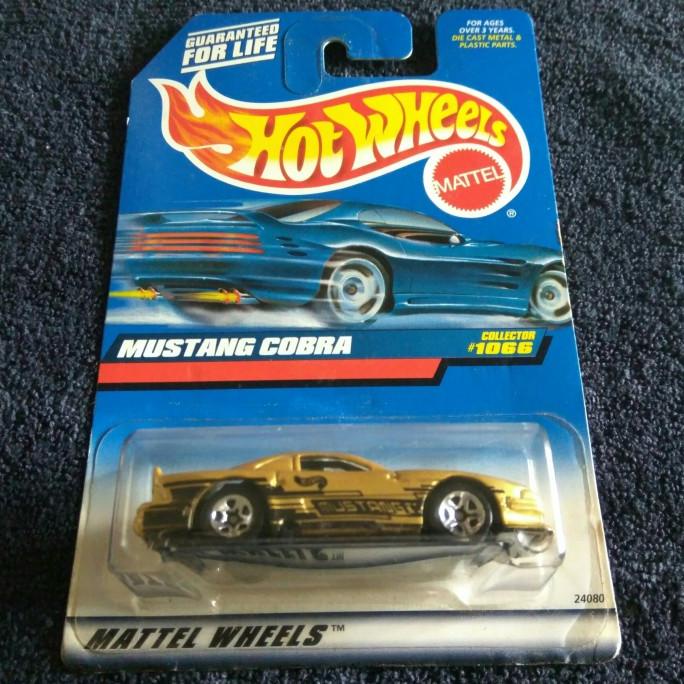 GUARANTEED
FOR LIFE
FOR AGES
OVER 3 YEARS.
DIE CAST METAL &
PLASTIC PARTS.
HOT WHEELS
MATTEL
®
MUSTANG COBRA
COLLECTOR
#1066
MUSTANG
24080
MATTEL WHEELS™